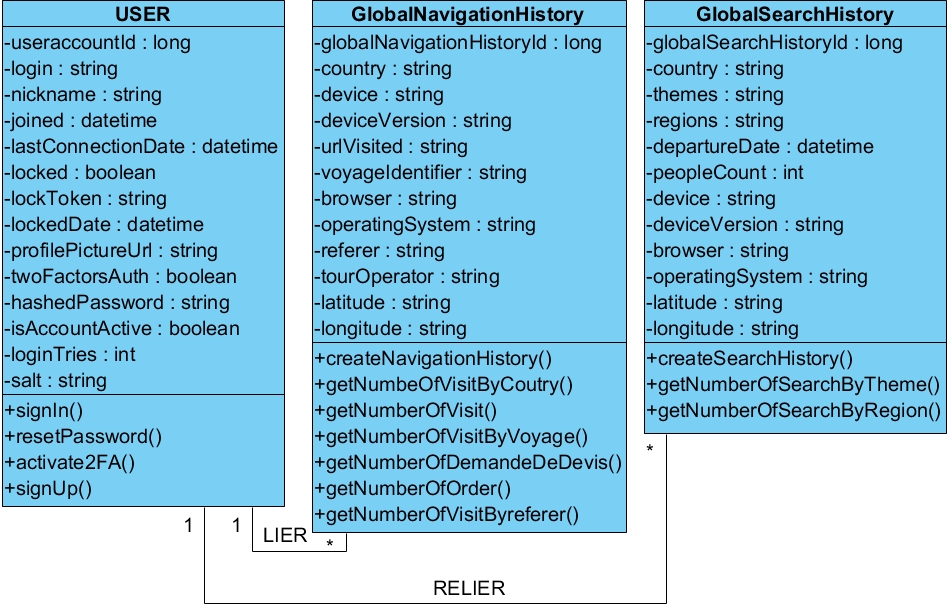 USER
-useraccountId : long
-login : string
-nickname : string
-joined : datetime
-lastConnectionDate : datetime
-locked : boolean
-lockToken : string
-lockedDate : datetime
-profilePictureUrl : string
-twoFactorsAuth : boolean
-hashedPassword : string
-isAccountActive : boolean
-loginTries : int
-salt : string
+signIn()
+resetPassword()
+activate2FA()
+signUp()
GlobalNavigationHistory
-globalNavigationHistoryId : long
-country : string
-device : string
-deviceVersion : string
-urlVisited : string
-voyageIdentifier : string
-browser : string
-operatingSystem : string
-referer : string
-tourOperator : string
-latitude : string
-longitude : string
+createNavigationHistory()
+getNumbeOfVisitByCoutry()
+getNumberOfVisit()
+getNumberOfVisitByVoyage()
+getNumberOfDemandeDeDevis()
+getNumberOfOrder()
+getNumberOfVisitByreferer()
GlobalSearchHistory
-globalSearchHistoryId : long
-country : string
-themes : string
-regions : string
-departureDate : datetime
-peopleCount : int
-device : string
-deviceVersion : string
-browser : string
-operatingSystem : string
-latitude : string
-longitude : string
+createSearchHistory()
+getNumberOfSearchByTheme()
+getNumberOfSearchByRegion()
*
1
1
LIER
*
RELIER